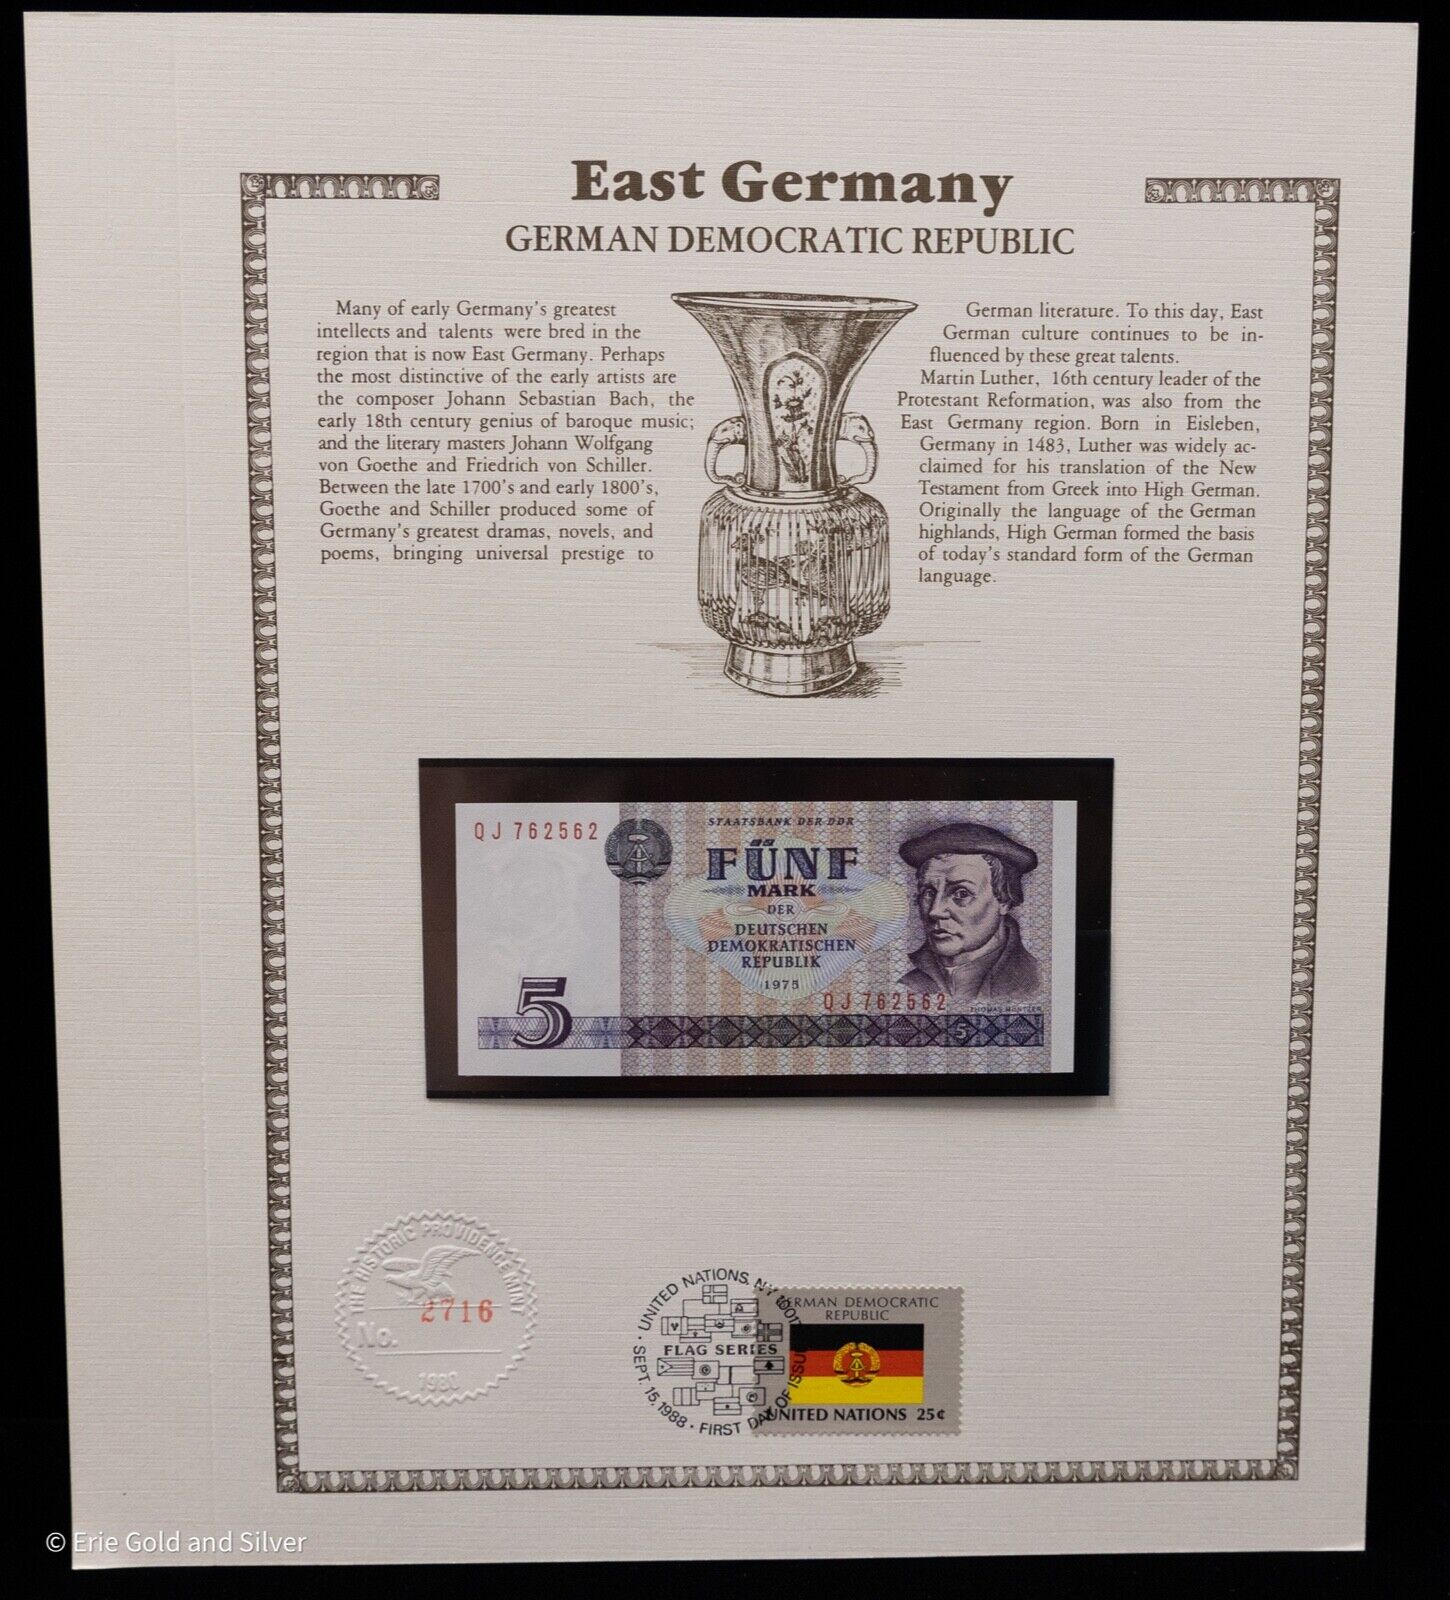 East Germany
GERMAN DEMOCRATIC REPUBLIC
Many of early Germany's greatest
intellects and talents were bred in the
region that is now East Germany. Perhaps
the most distinctive of the early artists are
the composer Johann Sebastian Bach, the
early 18th century genius of baroque music;
and the literary masters Johann Wolfgang
von Goethe and Friedrich von Schiller.
Between the late 1700's and early 1800's,
Goethe and Schiller produced some of
Germany's greatest dramas, novels, and
poems, bringing universal prestige to
German literature. To this day, East
German culture continues to be in-
fluenced by these great talents.
Martin Luther, 16th century leader of the
Protestant Reformation, was also from the
East Germany region. Born in Eisleben,
Germany in 1483, Luther was widely ac-
claimed for his translation of the New
Testament from Greek into High German.
Originally the language of the German
highlands, High German formed the basis
of today's standard form of the German
language.
QJ 762562
STAATSBANK DER DDR
FÜNF
MARK
DER
DEUTSCHEN
DEMOKRATISCHEN
REPUBLIK
1975
QJ 762562
THOMAS MÜNTZER
5
5
THE HISTORIC PROVIDENCE MINT
No. 2716
UNITED NATIONS, NY 10017
FLAG SERIES
SEPT. 15, 1988 · FIRST DAY OF ISSUE
GERMAN DEMOCRATIC
REPUBLIC
UNITED NATIONS 25¢
© Erie Gold and Silver